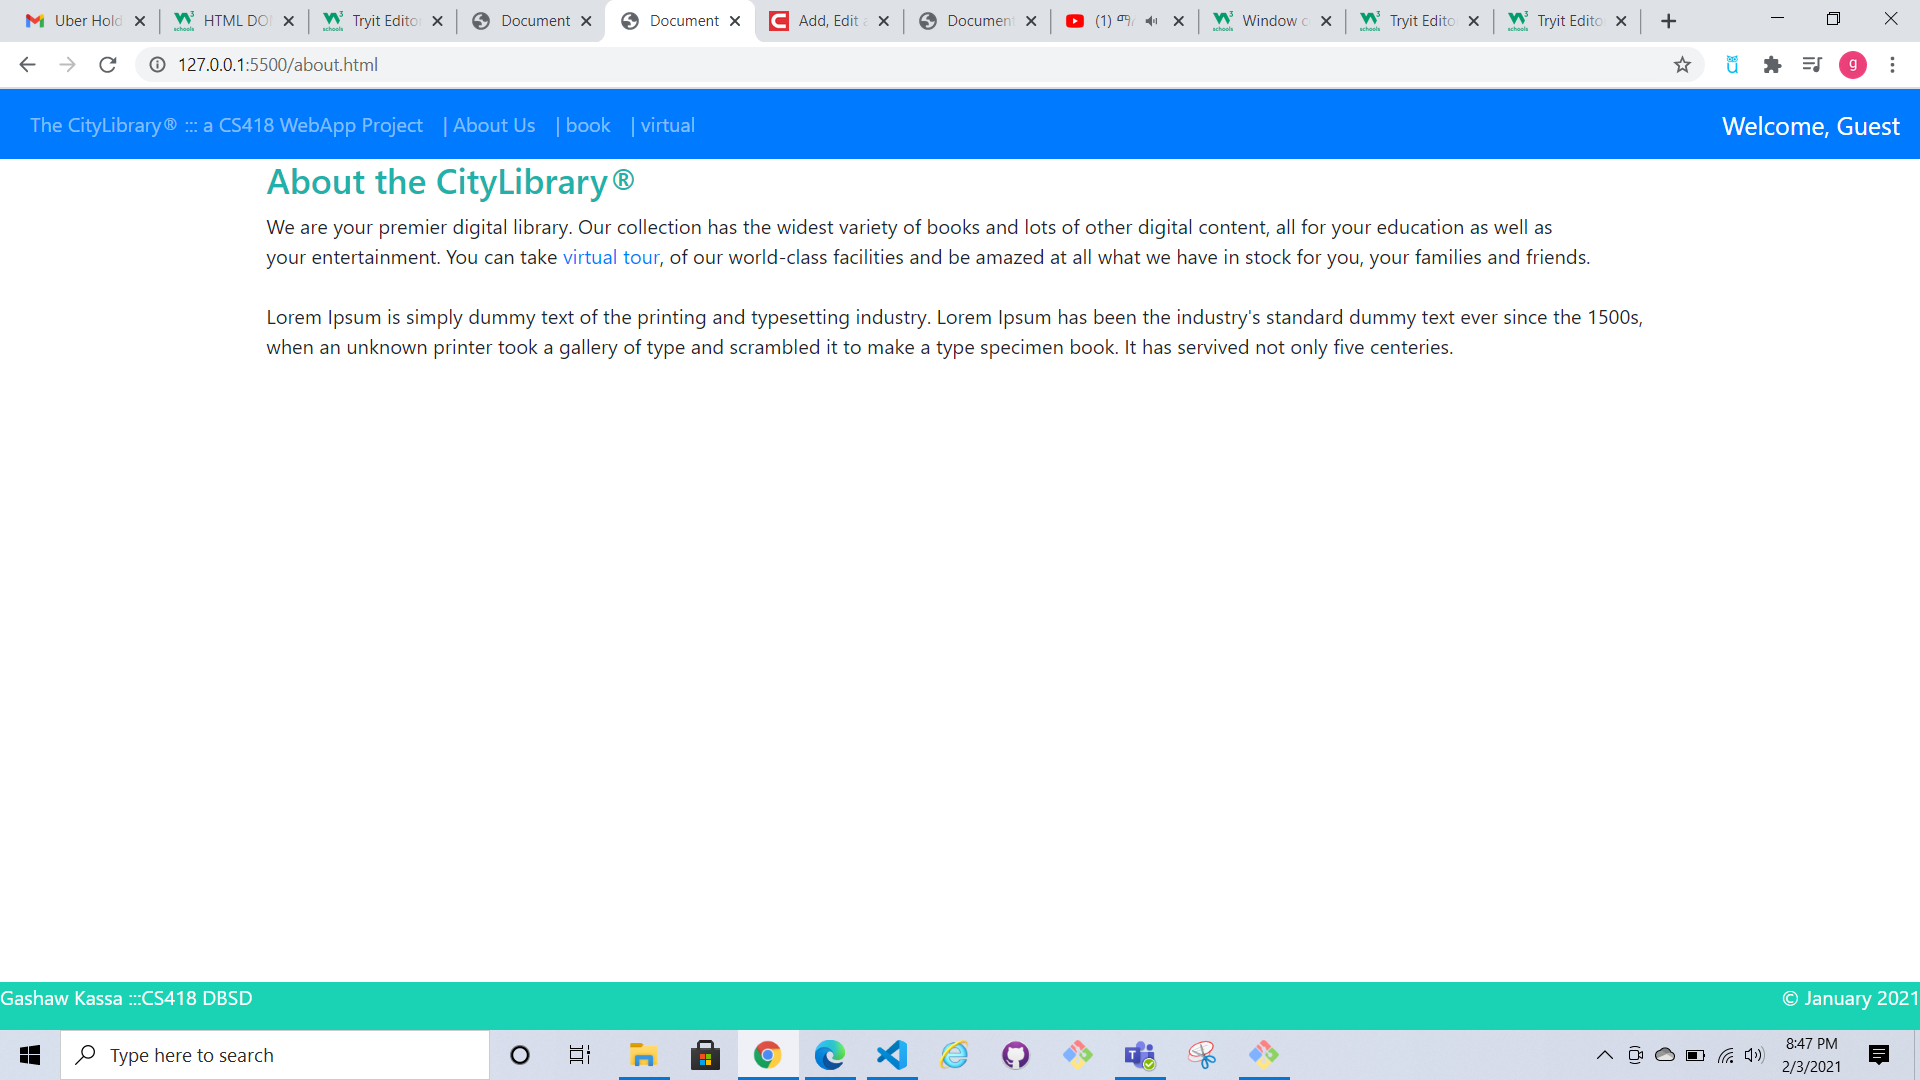 Uber Hold
HTML DO
Tryit Edito
Document
Document
Add, Edit a
Document
(1) ማ
Window c
Tryit Edito
Tryit Edito
127.0.0.1:5500/about.html
g
The CityLibrary® ::: a CS418 WebApp Project | About Us | book | virtual
Welcome, Guest
About the CityLibrary®
We are your premier digital library. Our collection has the widest variety of books and lots of other digital content, all for your education as well as
your entertainment. You can take virtual tour, of our world-class facilities and be amazed at all what we have in stock for you, your families and friends.
Lorem Ipsum is simply dummy text of the printing and typesetting industry. Lorem Ipsum has been the industry's standard dummy text ever since the 1500s,
when an unknown printer took a gallery of type and scrambled it to make a type specimen book. It has servived not only five centeries.
Gashaw Kassa :::CS418 DBSD
© January 2021
Type here to search
8:47 PM
2/3/2021